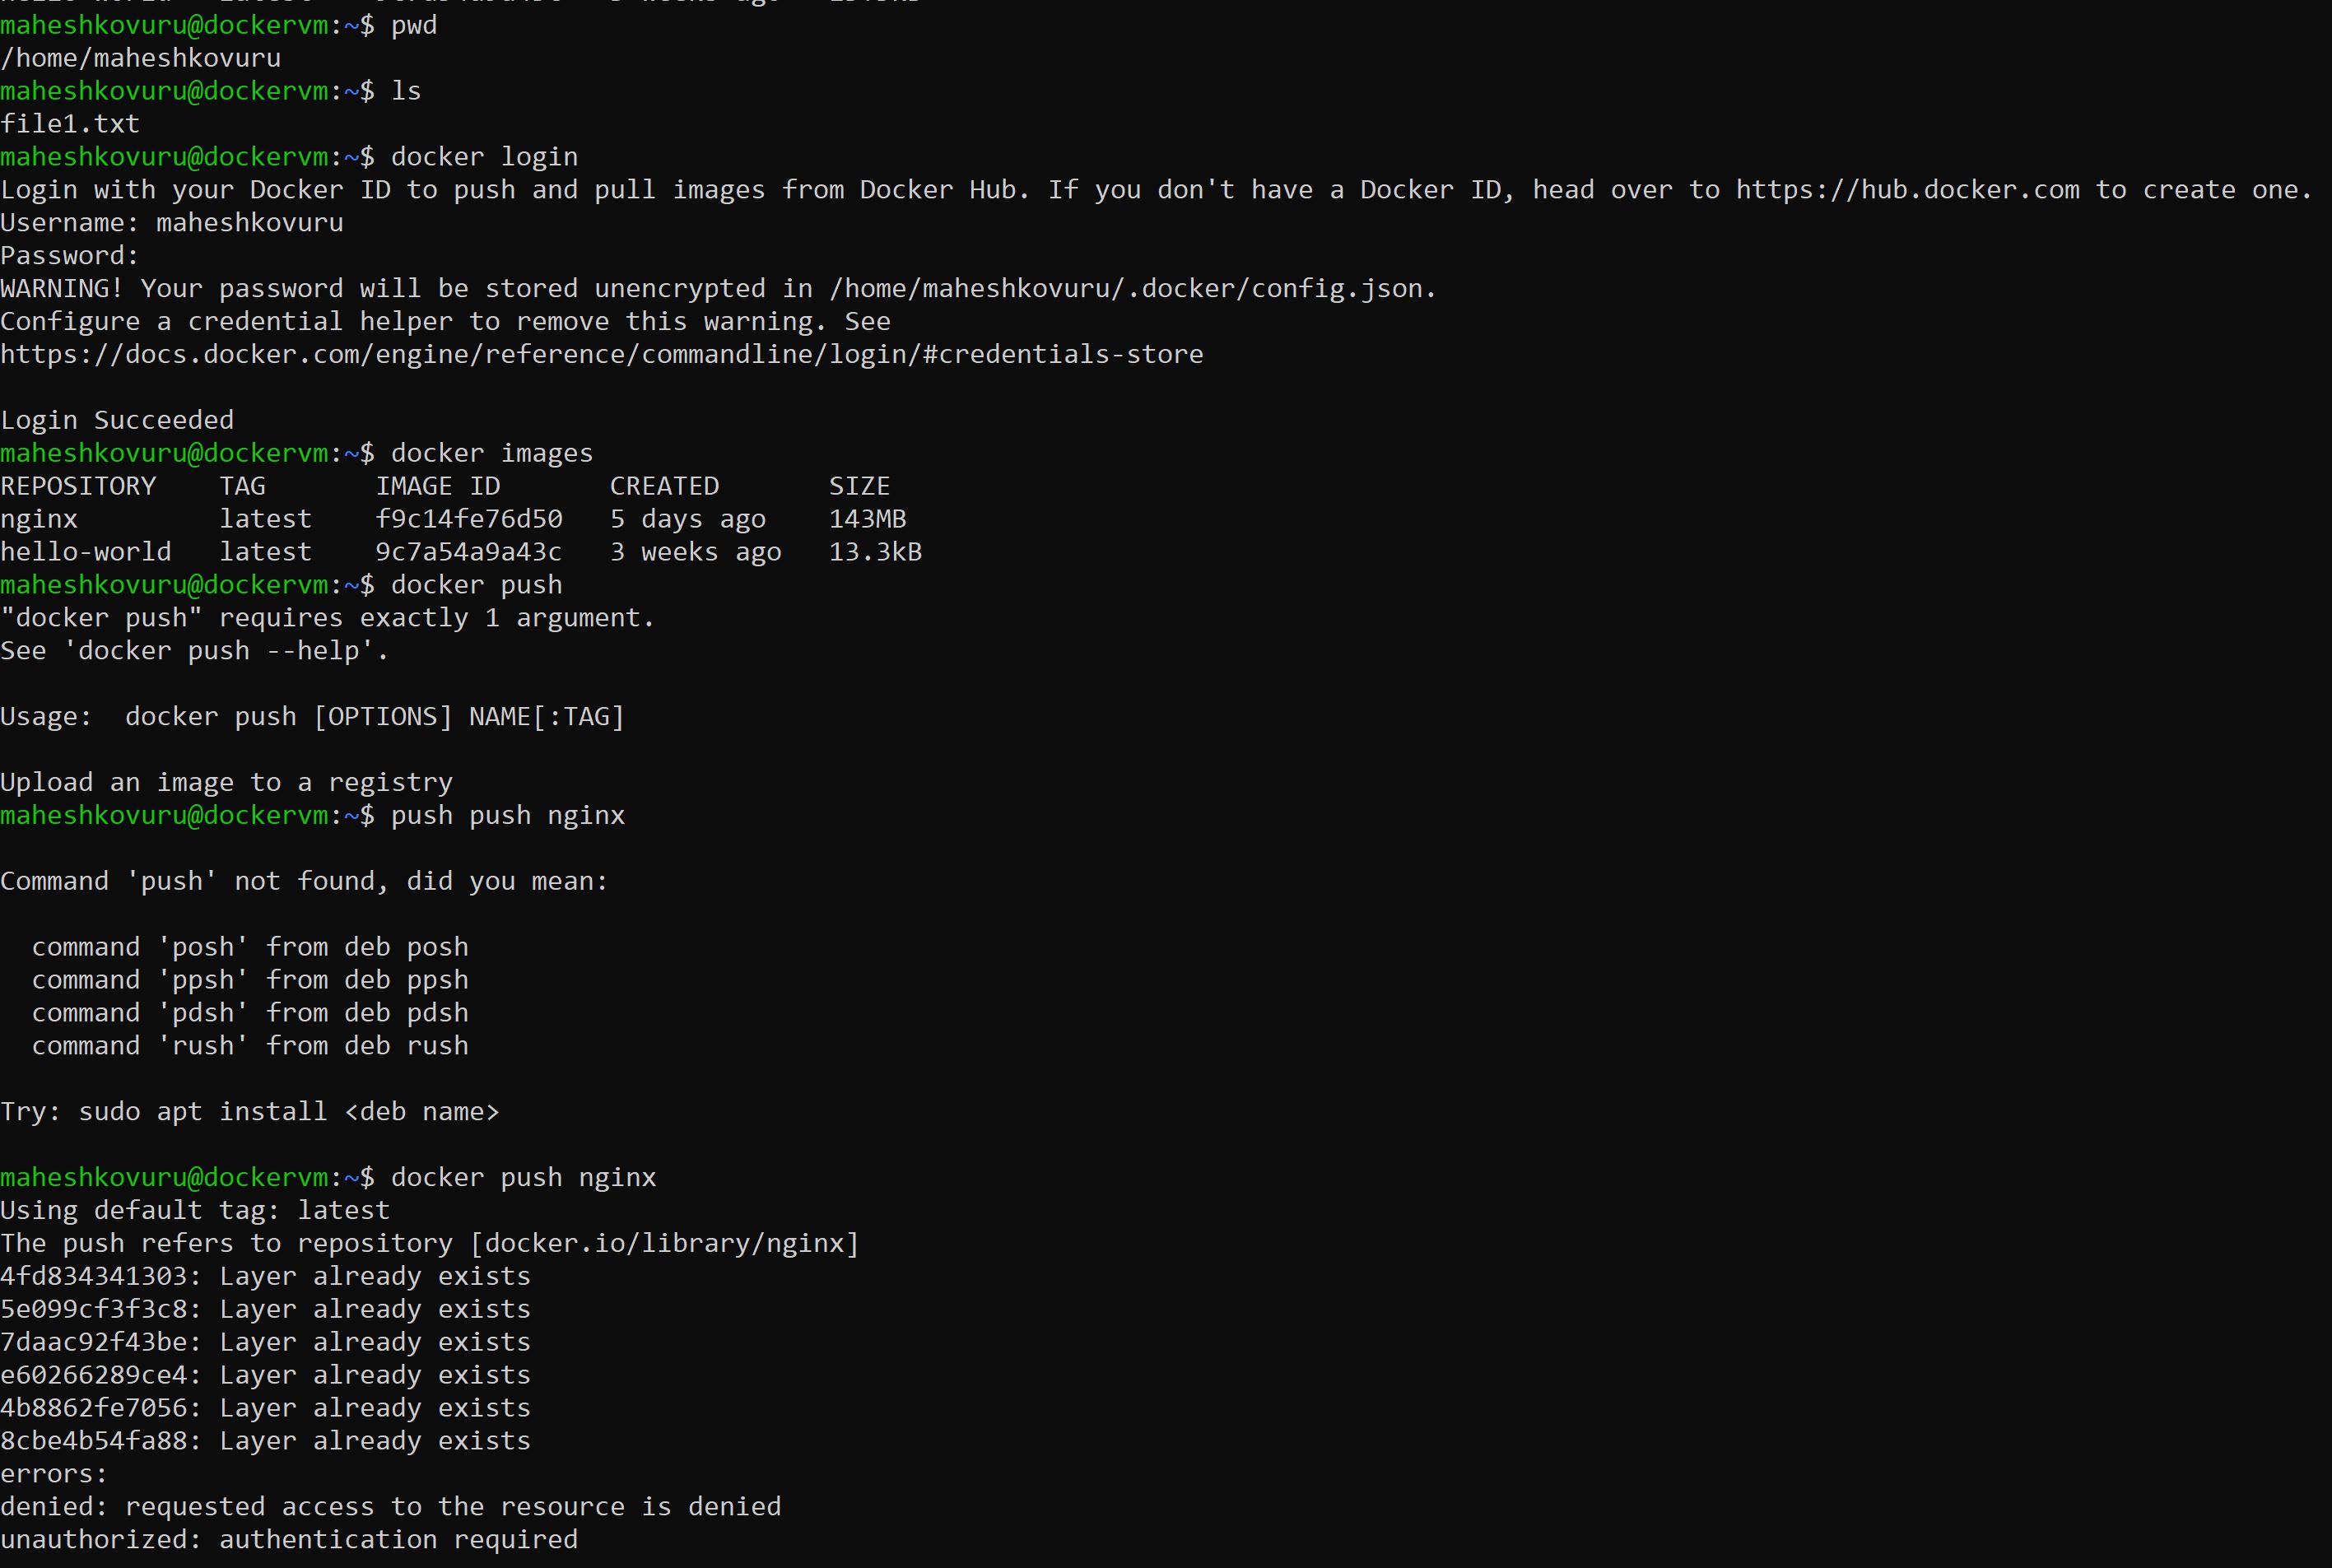 maheshkovuru@dockervm:~$ pwd
/home/maheshkovuru
maheshkovuru@dockervm:~$ ls
file1.txt
maheshkovuru@dockervm:~$ docker login
Login with your Docker ID to push and pull images from Docker Hub. If you don't have a Docker ID, head over to https://hub.docker.com to create one.
Username: maheshkovuru
Password:
WARNING! Your password will be stored unencrypted in /home/maheshkovuru/.docker/config.json.
Configure a credential helper to remove this warning. See
https://docs.docker.com/engine/reference/commandline/login/#credentials-store

Login Succeeded
maheshkovuru@dockervm:~$ docker images
REPOSITORY    TAG       IMAGE ID       CREATED       SIZE
nginx         latest    f9c14fe76d50   5 days ago    143MB
hello-world   latest    9c7a54a9a43c   3 weeks ago   13.3kB
maheshkovuru@dockervm:~$ docker push
"docker push" requires exactly 1 argument.
See 'docker push --help'.

Usage:  docker push [OPTIONS] NAME[:TAG]

Upload an image to a registry
maheshkovuru@dockervm:~$ push push nginx

Command 'push' not found, did you mean:

  command 'posh' from deb posh
  command 'ppsh' from deb ppsh
  command 'pdsh' from deb pdsh
  command 'rush' from deb rush

Try: sudo apt install <deb name>

maheshkovuru@dockervm:~$ docker push nginx
Using default tag: latest
The push refers to repository [docker.io/library/nginx]
4fd834341303: Layer already exists
5e099cf3f3c8: Layer already exists
7daac92f43be: Layer already exists
e60266289ce4: Layer already exists
4b8862fe7056: Layer already exists
8cbe4b54fa88: Layer already exists
errors:
denied: requested access to the resource is denied
unauthorized: authentication required